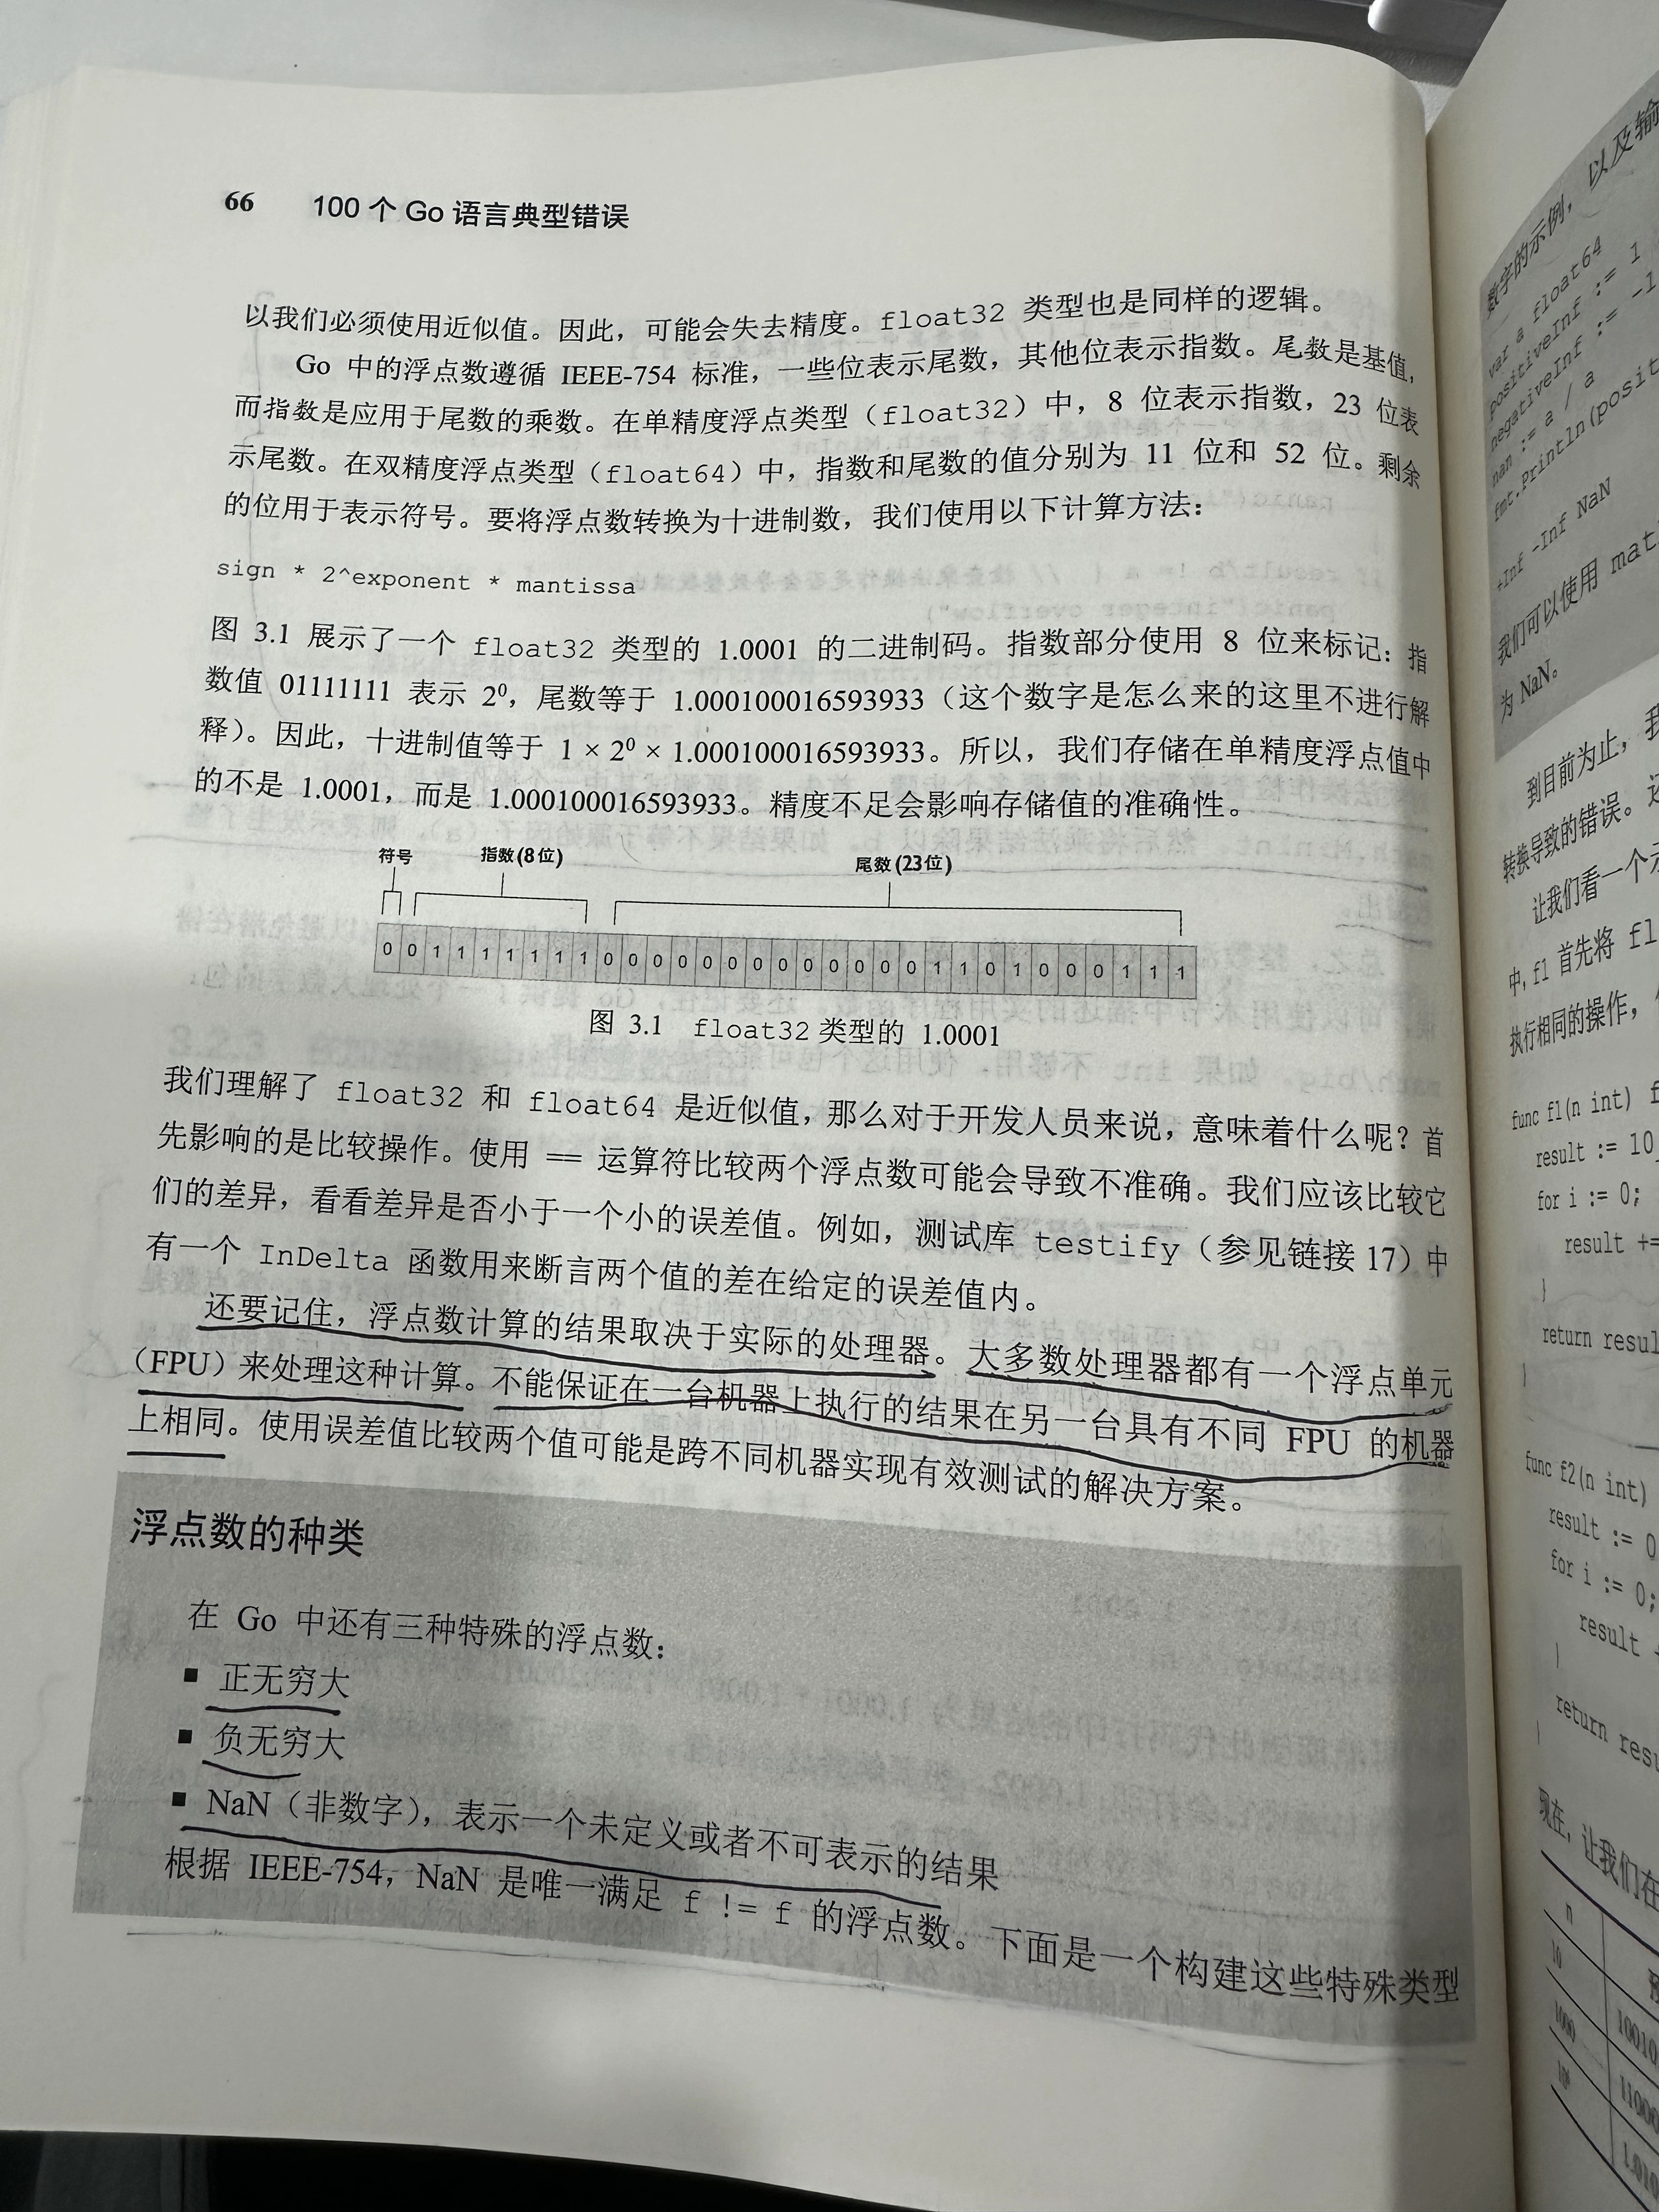 66 100 个 Go 语言典型错误
以我们必须使用近似值。因此，可能会失去精度。float32 类型也是同样的逻辑。
Go 中的浮点数遵循 IEEE-754 标准，一些位表示尾数，其他位表示指数。尾数是基值，
而指数是应用于尾数的乘数。在单精度浮点类型（float32）中，8 位表示指数，23 位表
示尾数。在双精度浮点类型（float64）中，指数和尾数的值分别为 11 位和 52 位。剩余
的位用于表示符号。要将浮点数转换为十进制数，我们使用以下计算方法：
sign * 2^exponent * mantissa
图 3.1 展示了一个 float32 类型的 1.0001 的二进制码。指数部分使用 8 位来标记：指
数值 01111111 表示 2⁰，尾数等于 1.000100016593933（这个数字是怎么来的这里不进行解
释）。因此，十进制值等于 1 × 2⁰ × 1.000100016593933。所以，我们存储在单精度浮点值中
的不是 1.0001，而是 1.000100016593933。精度不足会影响存储值的准确性。
符号 指数(8位) 尾数(23位)
0 0 1 1 1 1 1 1 1 0 0 0 0 0 0 0 0 0 0 0 0 0 1 1 0 1 0 0 0 1 1 1
图 3.1 float32 类型的 1.0001
我们理解了 float32 和 float64 是近似值，那么对于开发人员来说，意味着什么呢？首
先影响的是比较操作。使用 == 运算符比较两个浮点数可能会导致不准确。我们应该比较它
们的差异，看看差异是否小于一个小的误差值。例如，测试库 testify（参见链接 17）中
有一个 InDelta 函数用来断言两个值的差在给定的误差值内。
还要记住，浮点数计算的结果取决于实际的处理器。大多数处理器都有一个浮点单元
（FPU）来处理这种计算。不能保证在一台机器上执行的结果在另一台具有不同 FPU 的机器
上相同。使用误差值比较两个值可能是跨不同机器实现有效测试的解决方案。
浮点数的种类
在 Go 中还有三种特殊的浮点数：
▪ 正无穷大
▪ 负无穷大
▪ NaN（非数字），表示一个未定义或者不可表示的结果
根据 IEEE-754，NaN 是唯一满足 f != f 的浮点数。下面是一个构建这些特殊类型
数字的示例，以及输
var a float64
positiveInf := 1
negativeInf := -1
nan := a / a
fmt.Println(posit
+Inf -Inf NaN
我们可以使用 mat
为 NaN。
到目前为止，我
转换导致的错误。还
让我们看一个示
中，f1 首先将 fl
执行相同的操作，
func f1(n int) f
result := 10_
for i := 0;
result +=
}
return resul
}
func f2(n int)
result := 0
for i := 0;
result
}
return resu
}
现在，让我们在
n
10
1000